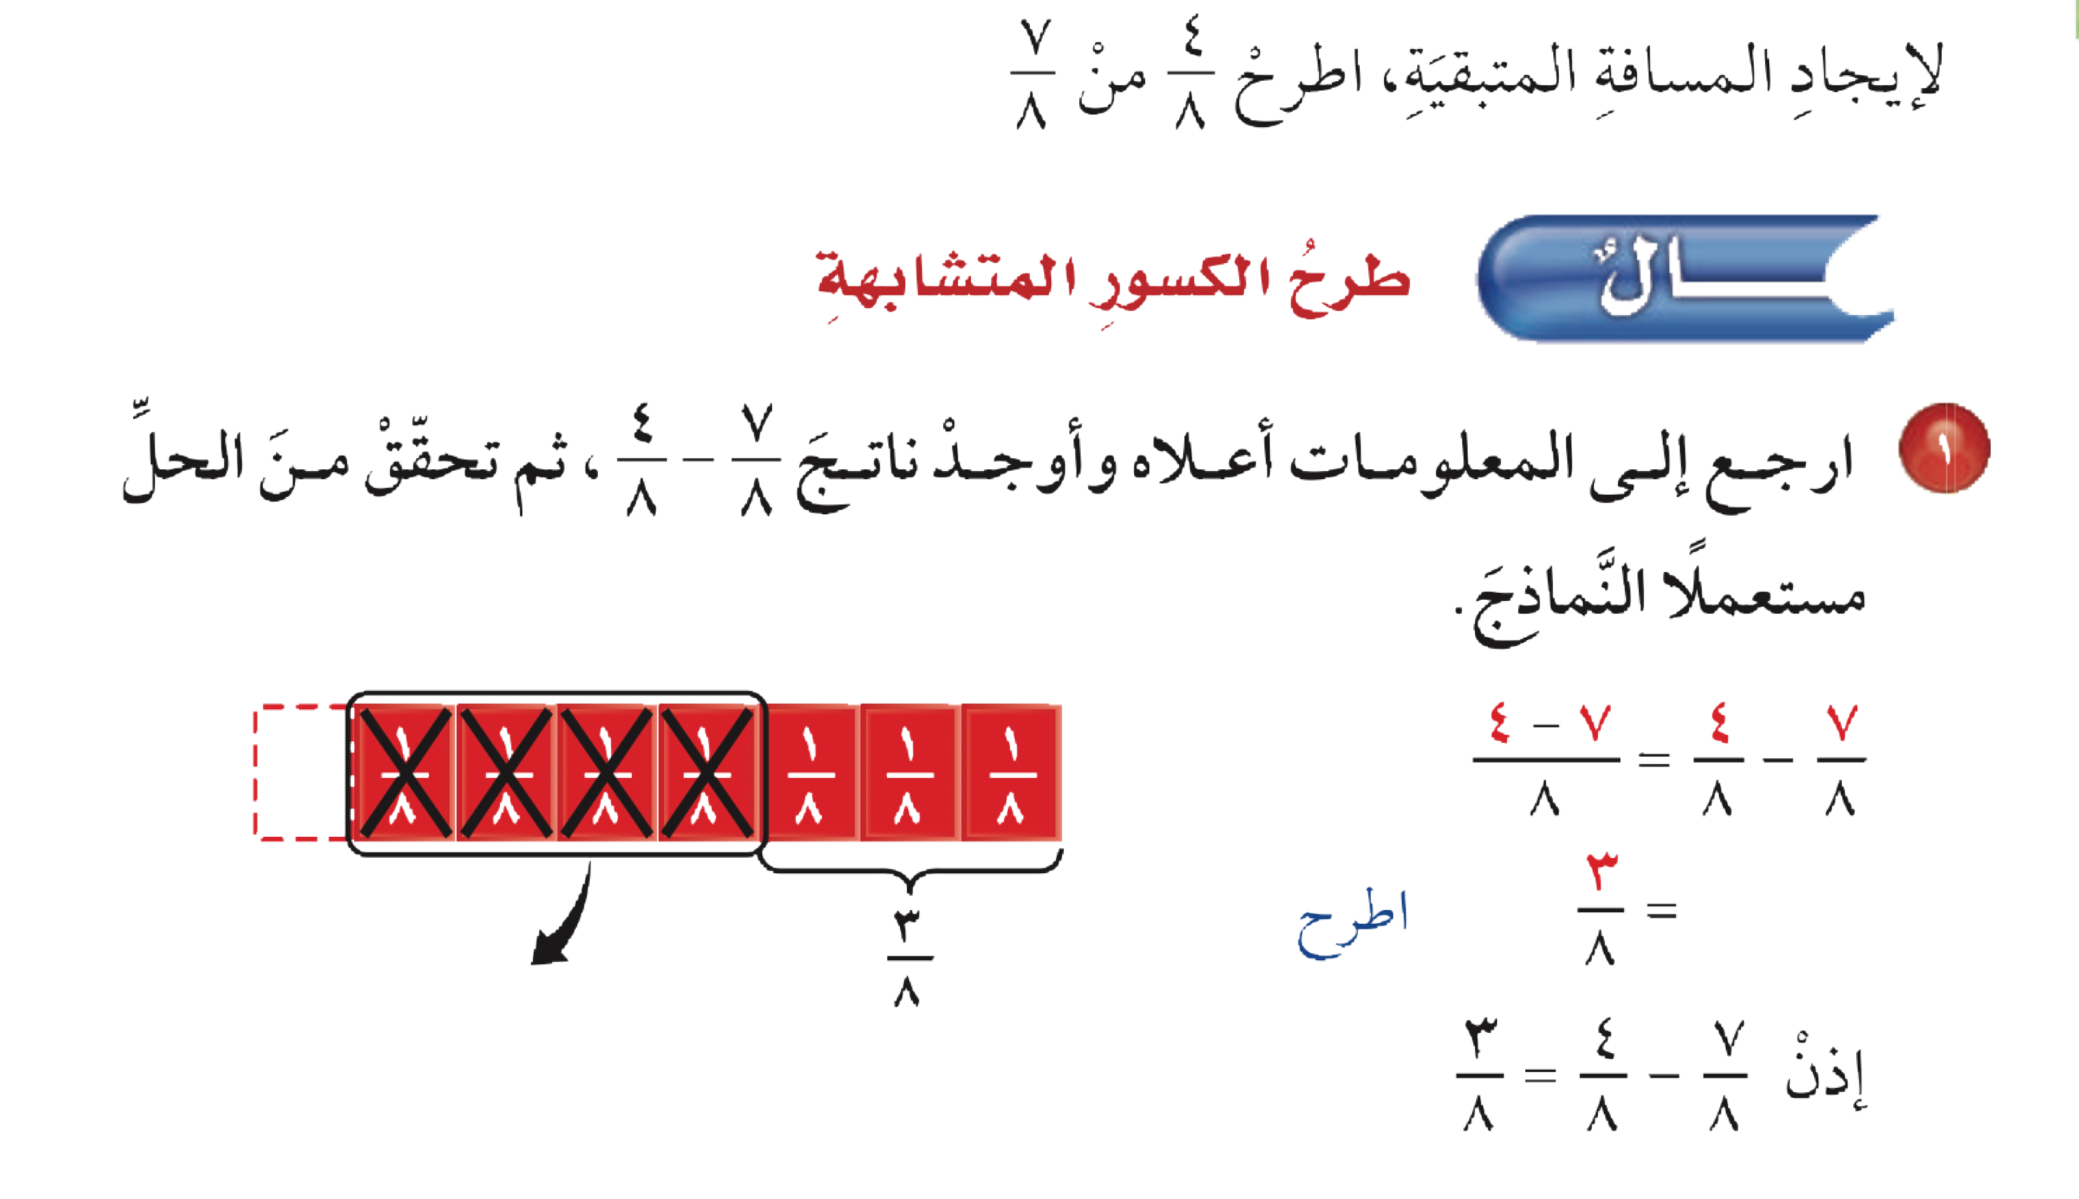 لإيجادِ المسافةِ المتبقيَةِ، اطرحْ ٤/٨ منْ ٧/٨
ـــالٌ طرحُ الكسورِ المتشابهةِ
١ ارجع إلى المعلومات أعلاه وأوجدْ ناتجَ ٧/٨ − ٤/٨، ثم تحقّقْ منَ الحلِّ
مستعملًا النَّماذجَ.
٧/٨ − ٤/٨ = (٧ − ٤)/٨
= ٣/٨ اطرح
إذنْ ٧/٨ − ٤/٨ = ٣/٨
١/٨ ١/٨ ١/٨ ١/٨ ١/٨ ١/٨ ١/٨
٣/٨